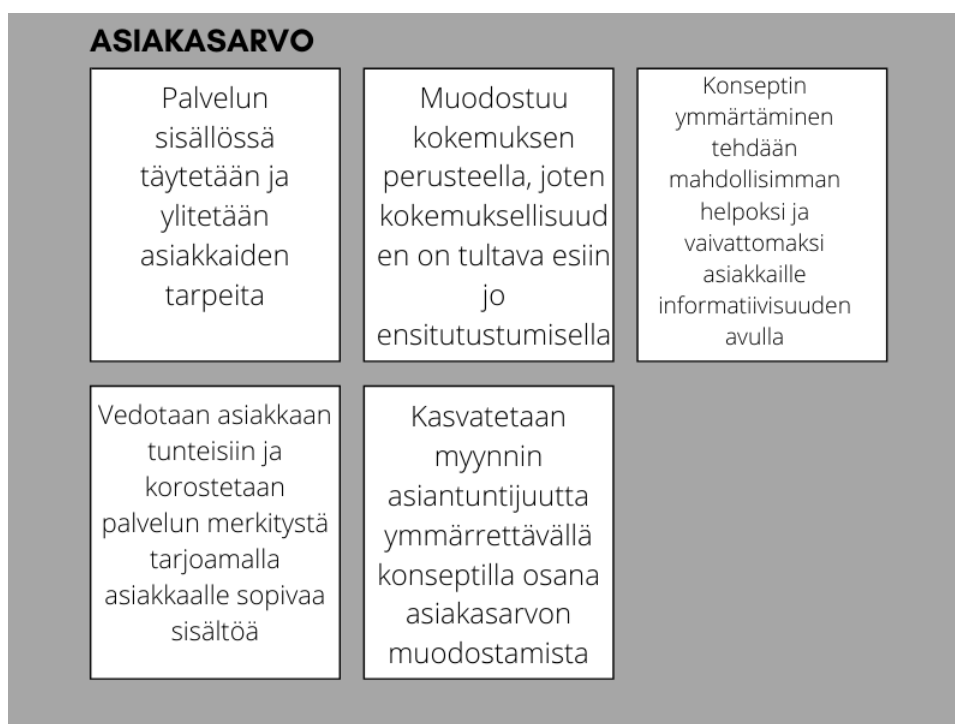 ASIAKASARVO
Palvelun
sisällössä
täytetään ja
ylitetään
asiakkaiden
tarpeita
Muodostuu
kokemuksen
perusteella, joten
kokemuksellisuud
en on tultava esiin
jo
ensitutustumisella
Konseptin
ymmärtäminen
tehdään
mahdollisimman
helpoksi ja
vaivattomaksi
asiakkaille
informatiivisuuden
avulla
Vedotaan asiakkaan
tunteisiin ja
korostetaan
palvelun merkitystä
tarjoamalla
asiakkaalle sopivaa
sisältöä
Kasvatetaan
myynnin
asiantuntijuutta
ymmärrettävällä
konseptilla osana
asiakasarvon
muodostamista